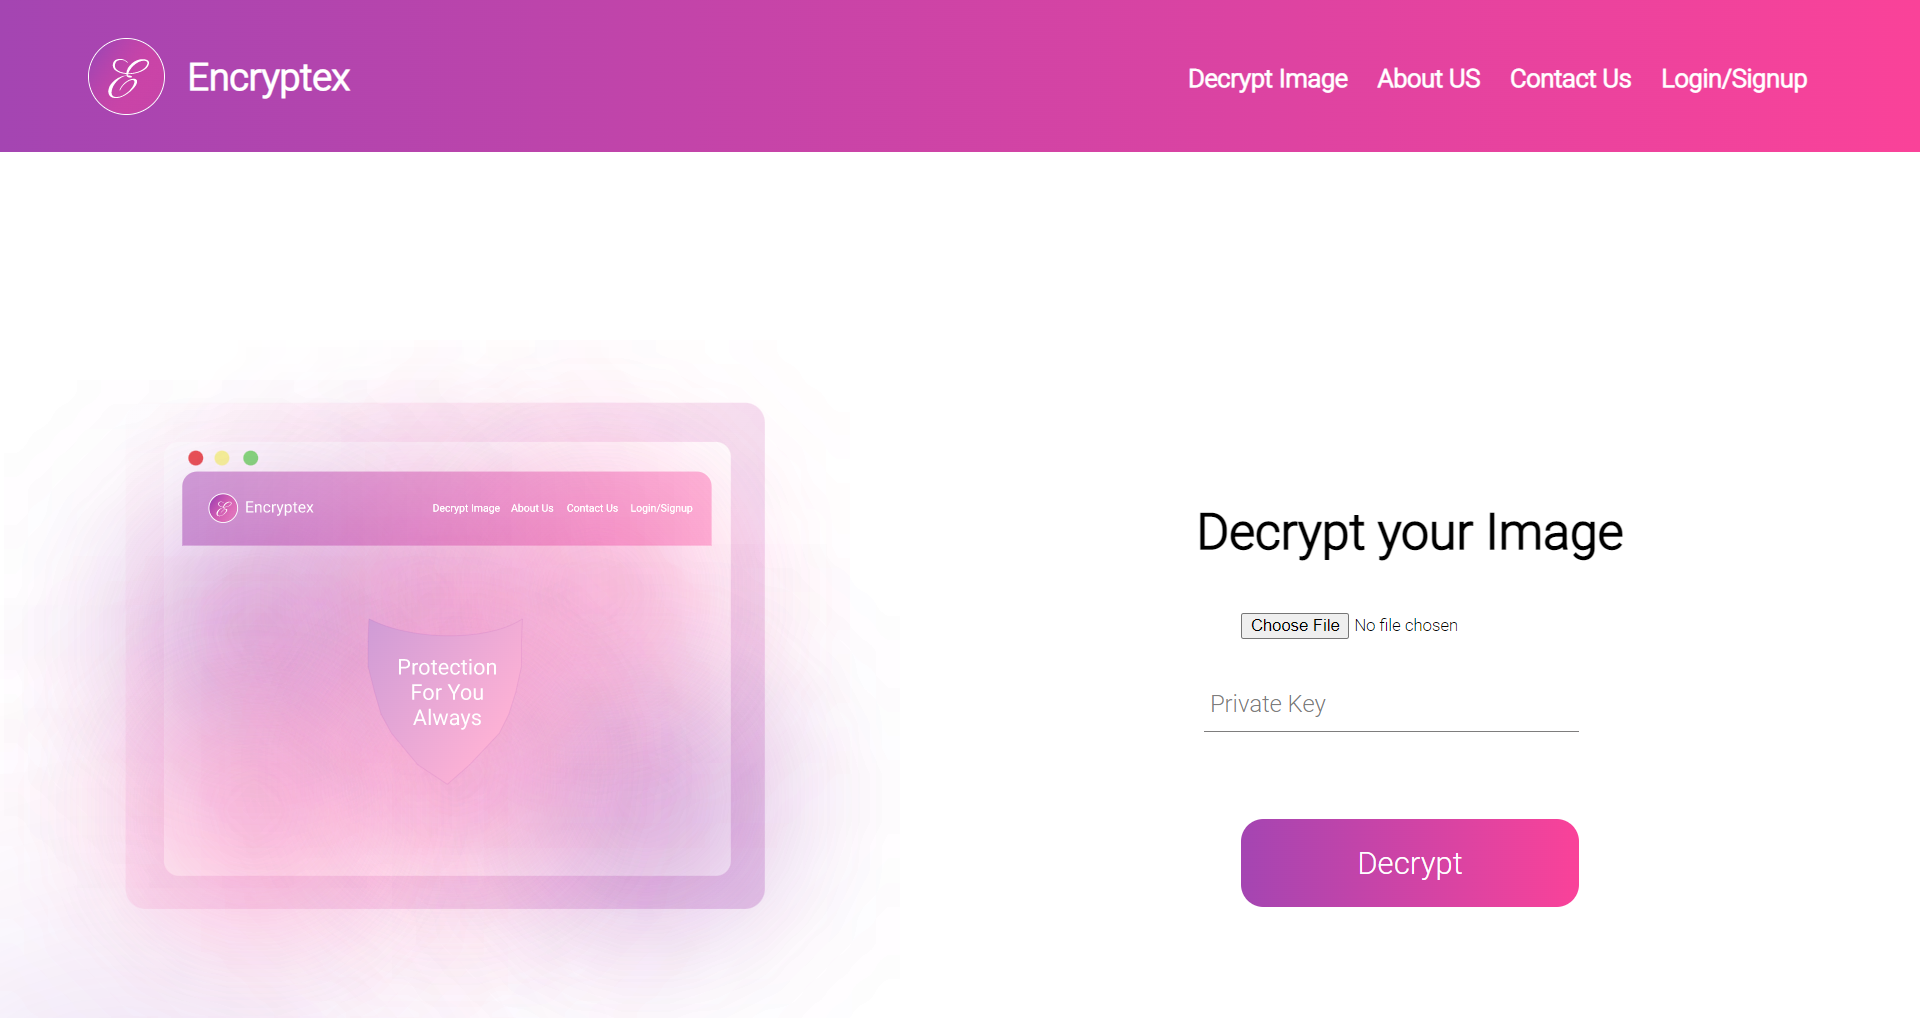 E Encryptex
Decrypt Image About US Contact Us Login/Signup
E Encryptex
Decrypt Image About Us Contact Us Login/Signup
Protection
For You
Always
Decrypt your Image
Choose File No file chosen
Private Key
Decrypt